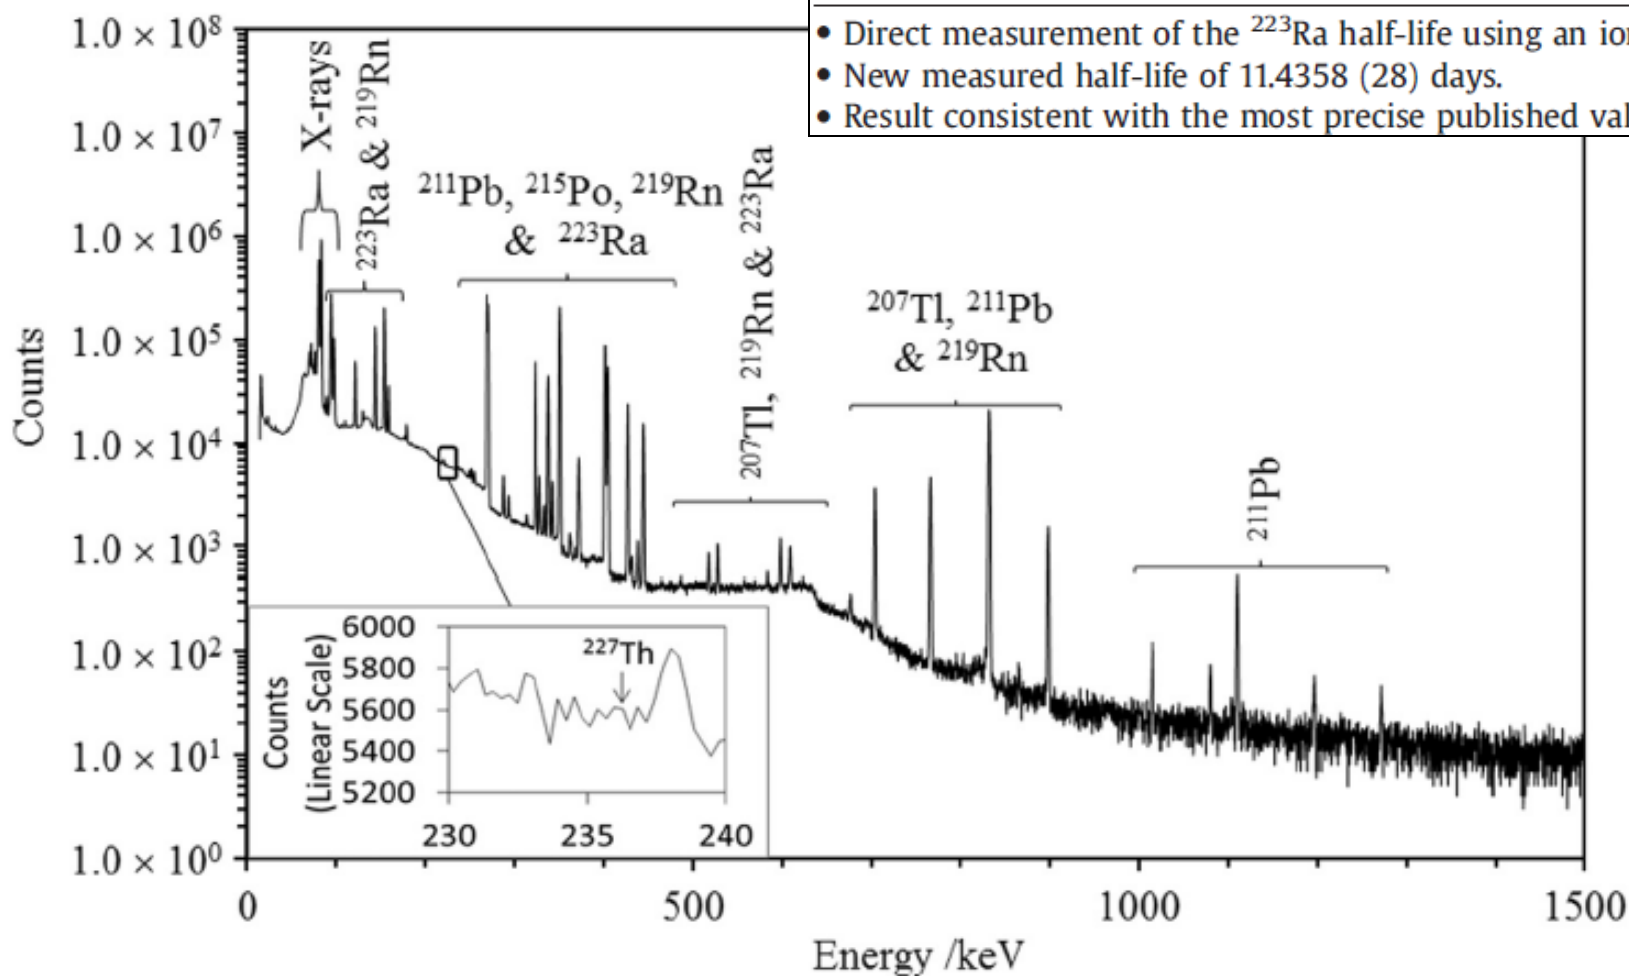 • Direct measurement of the ²²³Ra half-life using an
• New measured half-life of 11.4358 (28) days.
• Result consistent with the most precise published
1.0 × 10⁸
1.0 × 10⁷
1.0 × 10⁶
1.0 × 10⁵
1.0 × 10⁴
1.0 × 10³
1.0 × 10²
1.0 × 10¹
1.0 × 10⁰
Counts
X-rays
²²³Ra & ²¹⁹Rn
²¹¹Pb, ²¹⁵Po, ²¹⁹Rn
& ²²³Ra
²⁰⁷Tl, ²¹⁹Rn & ²²³Ra
²⁰⁷Tl, ²¹¹Pb
& ²¹⁹Rn
²¹¹Pb
Counts
(Linear Scale)
6000
5800
5600
5400
5200
²²⁷Th
230 235 240
0 500 1000 1500
Energy /keV